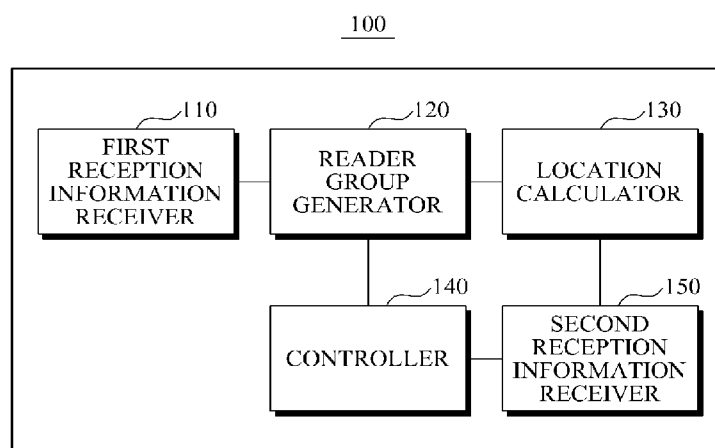 100
110
120
130
FIRST
RECEPTION
INFORMATION
RECEIVER
READER
GROUP
GENERATOR
LOCATION
CALCULATOR
140
150
CONTROLLER
SECOND
RECEPTION
INFORMATION
RECEIVER